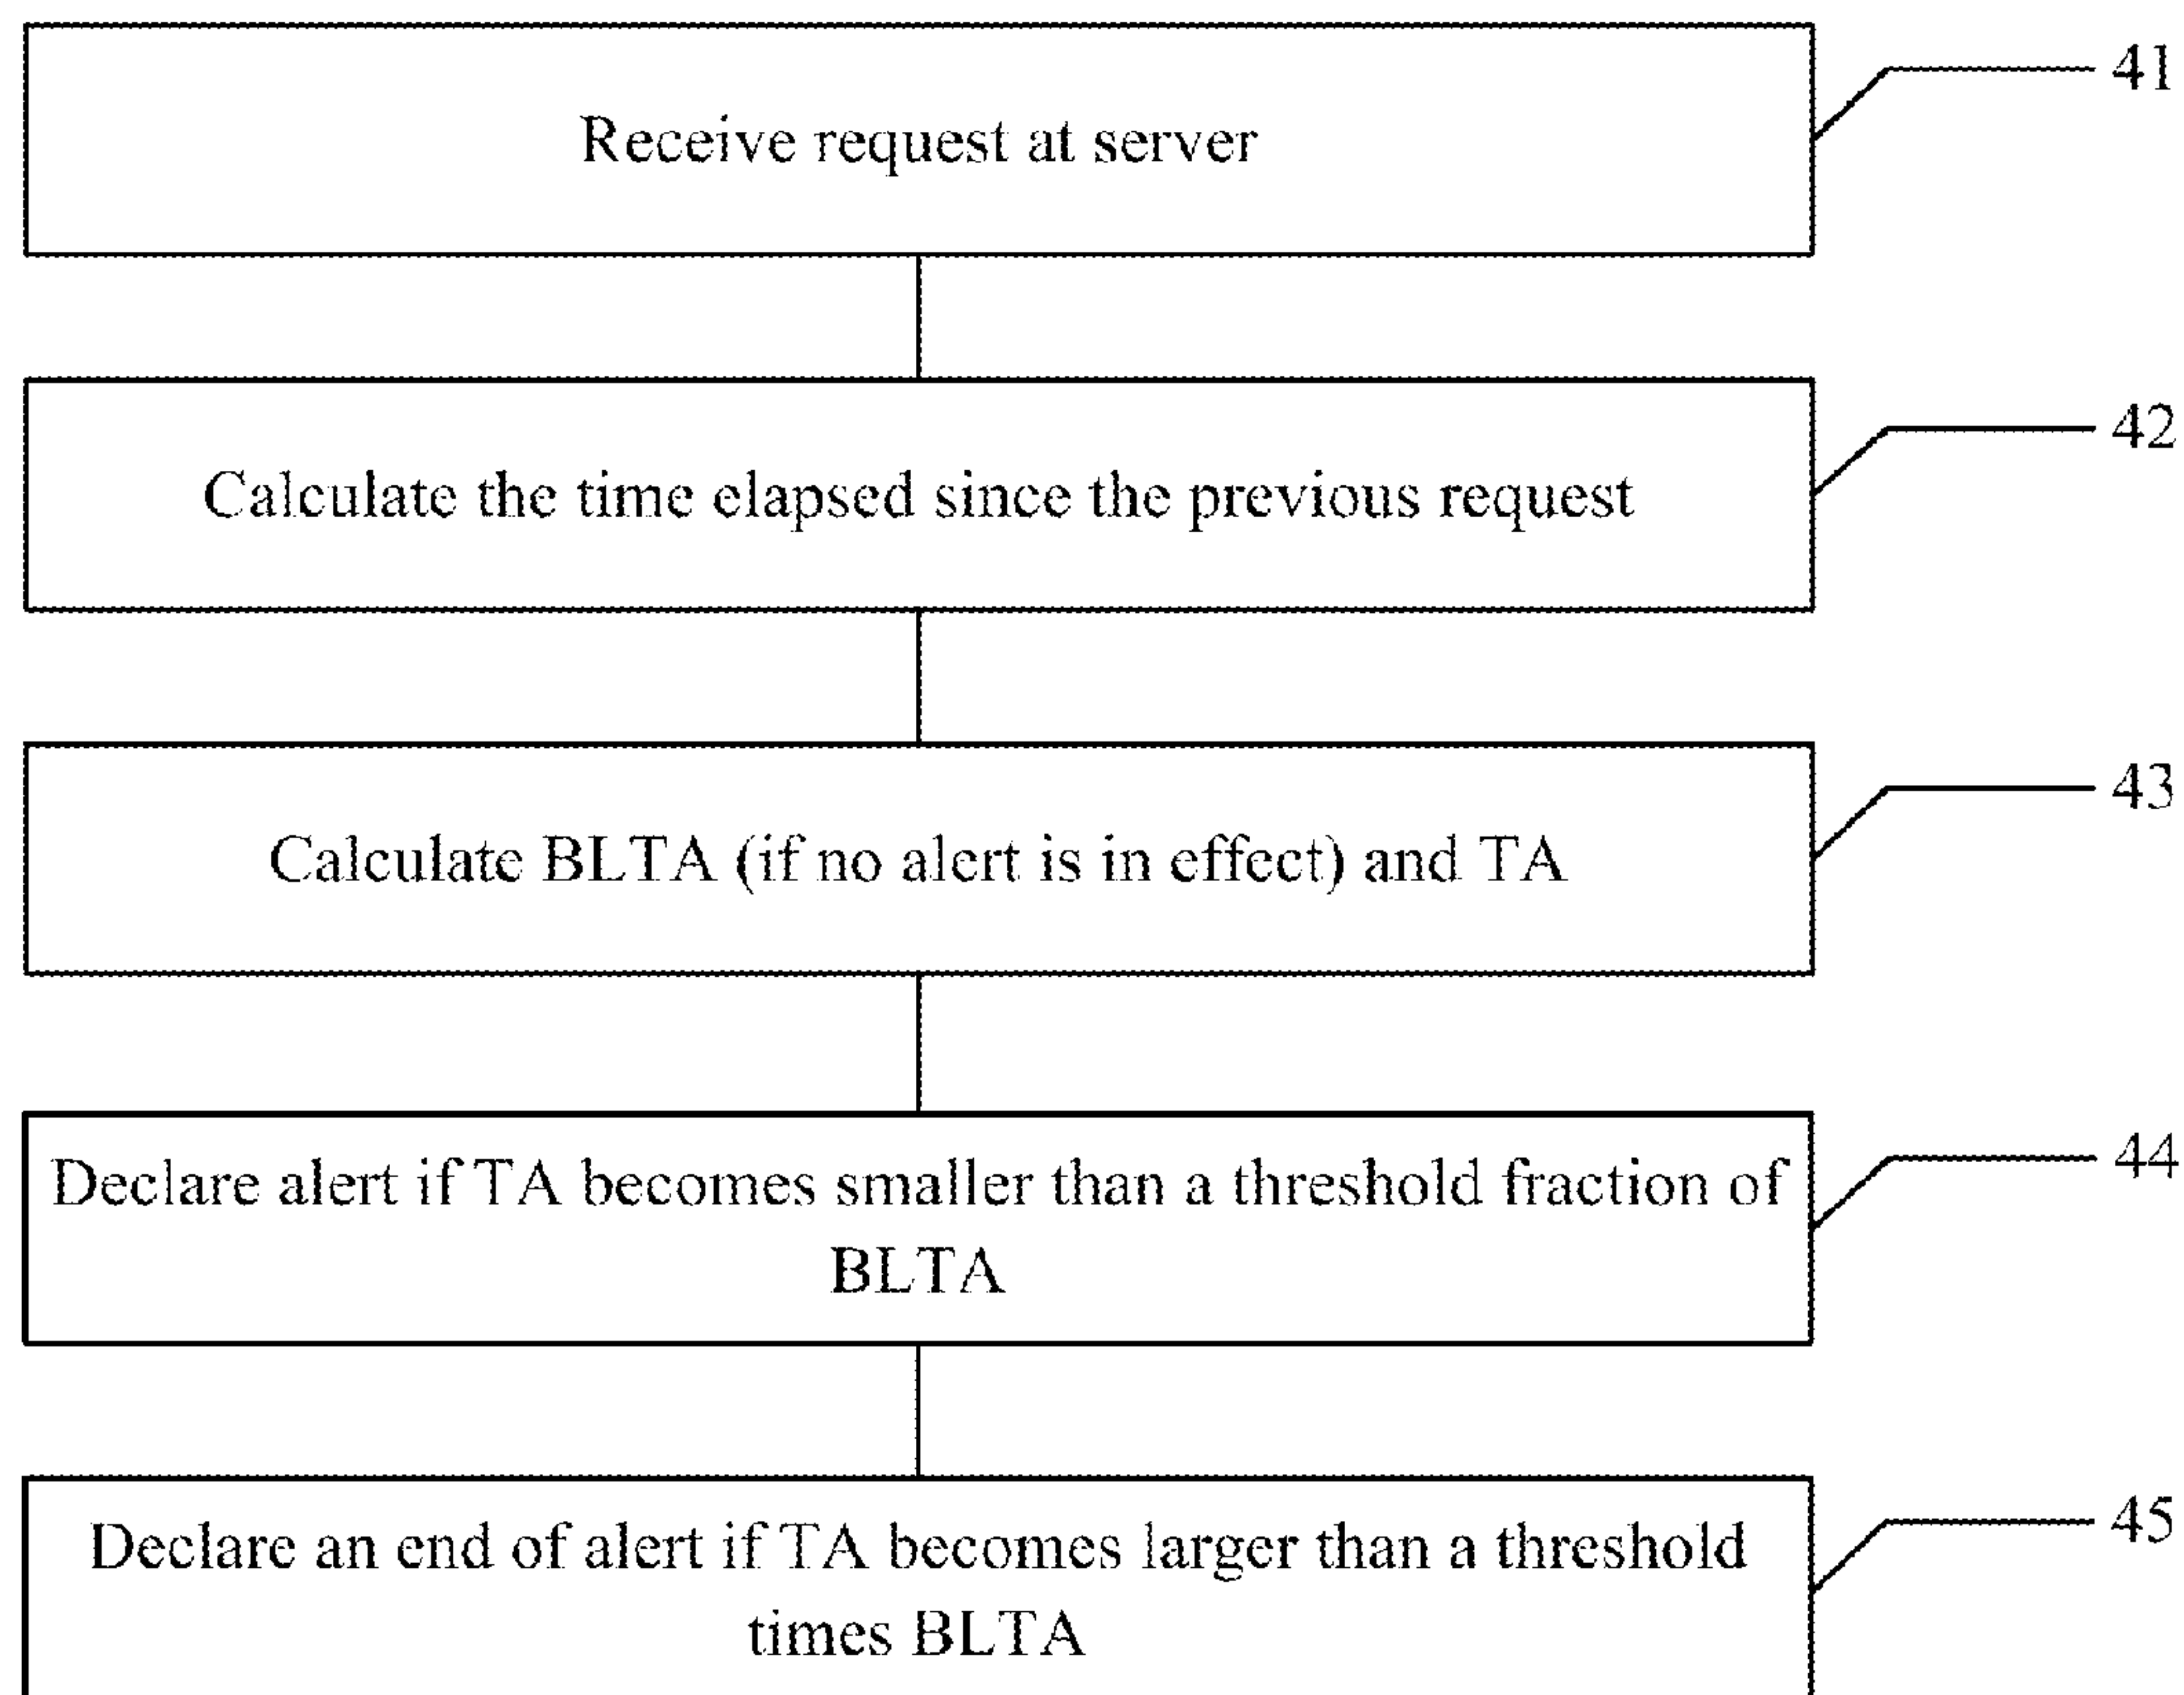 Receive request at server
41
Calculate the time elapsed since the previous request
42
Calculate BLTA (if no alert is in effect) and TA
43
Declare alert if TA becomes smaller than a threshold fraction of
BLTA
44
Declare an end of alert if TA becomes larger than a threshold
times BLTA
45